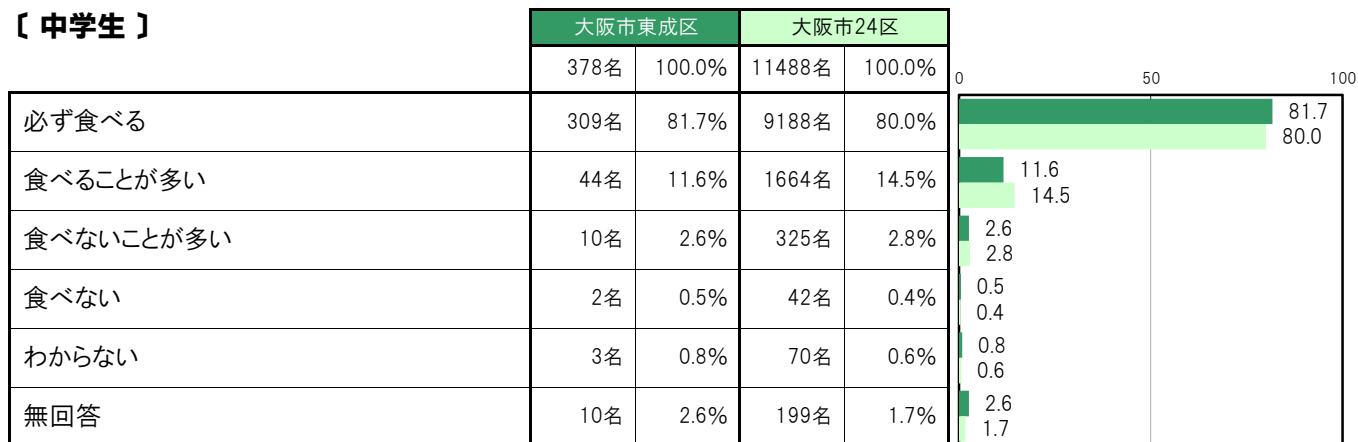 〔 中学生 〕
大阪市東成区 大阪市24区
378名 100.0% 11488名 100.0%
0 50 100
必ず食べる 309名 81.7% 9188名 80.0%
81.7
80.0
食べることが多い 44名 11.6% 1664名 14.5%
11.6
14.5
食べないことが多い 10名 2.6% 325名 2.8%
2.6
2.8
食べない 2名 0.5% 42名 0.4%
0.5
0.4
わからない 3名 0.8% 70名 0.6%
0.8
0.6
無回答 10名 2.6% 199名 1.7%
2.6
1.7